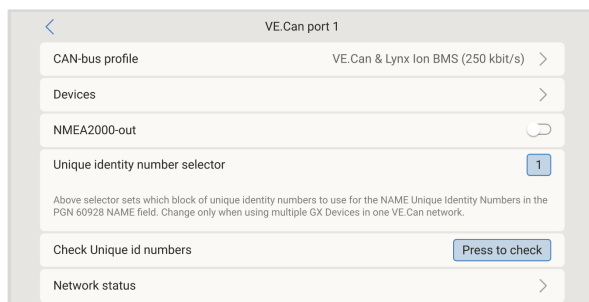 VE.Can port 1
CAN-bus profile VE.Can & Lynx Ion BMS (250 kbit/s)
Devices
NMEA2000-out
Unique identity number selector 1
Above selector sets which block of unique identity numbers to use for the NAME Unique Identity Numbers in the
PGN 60928 NAME field. Change only when using multiple GX Devices in one VE.Can network.
Check Unique id numbers Press to check
Network status